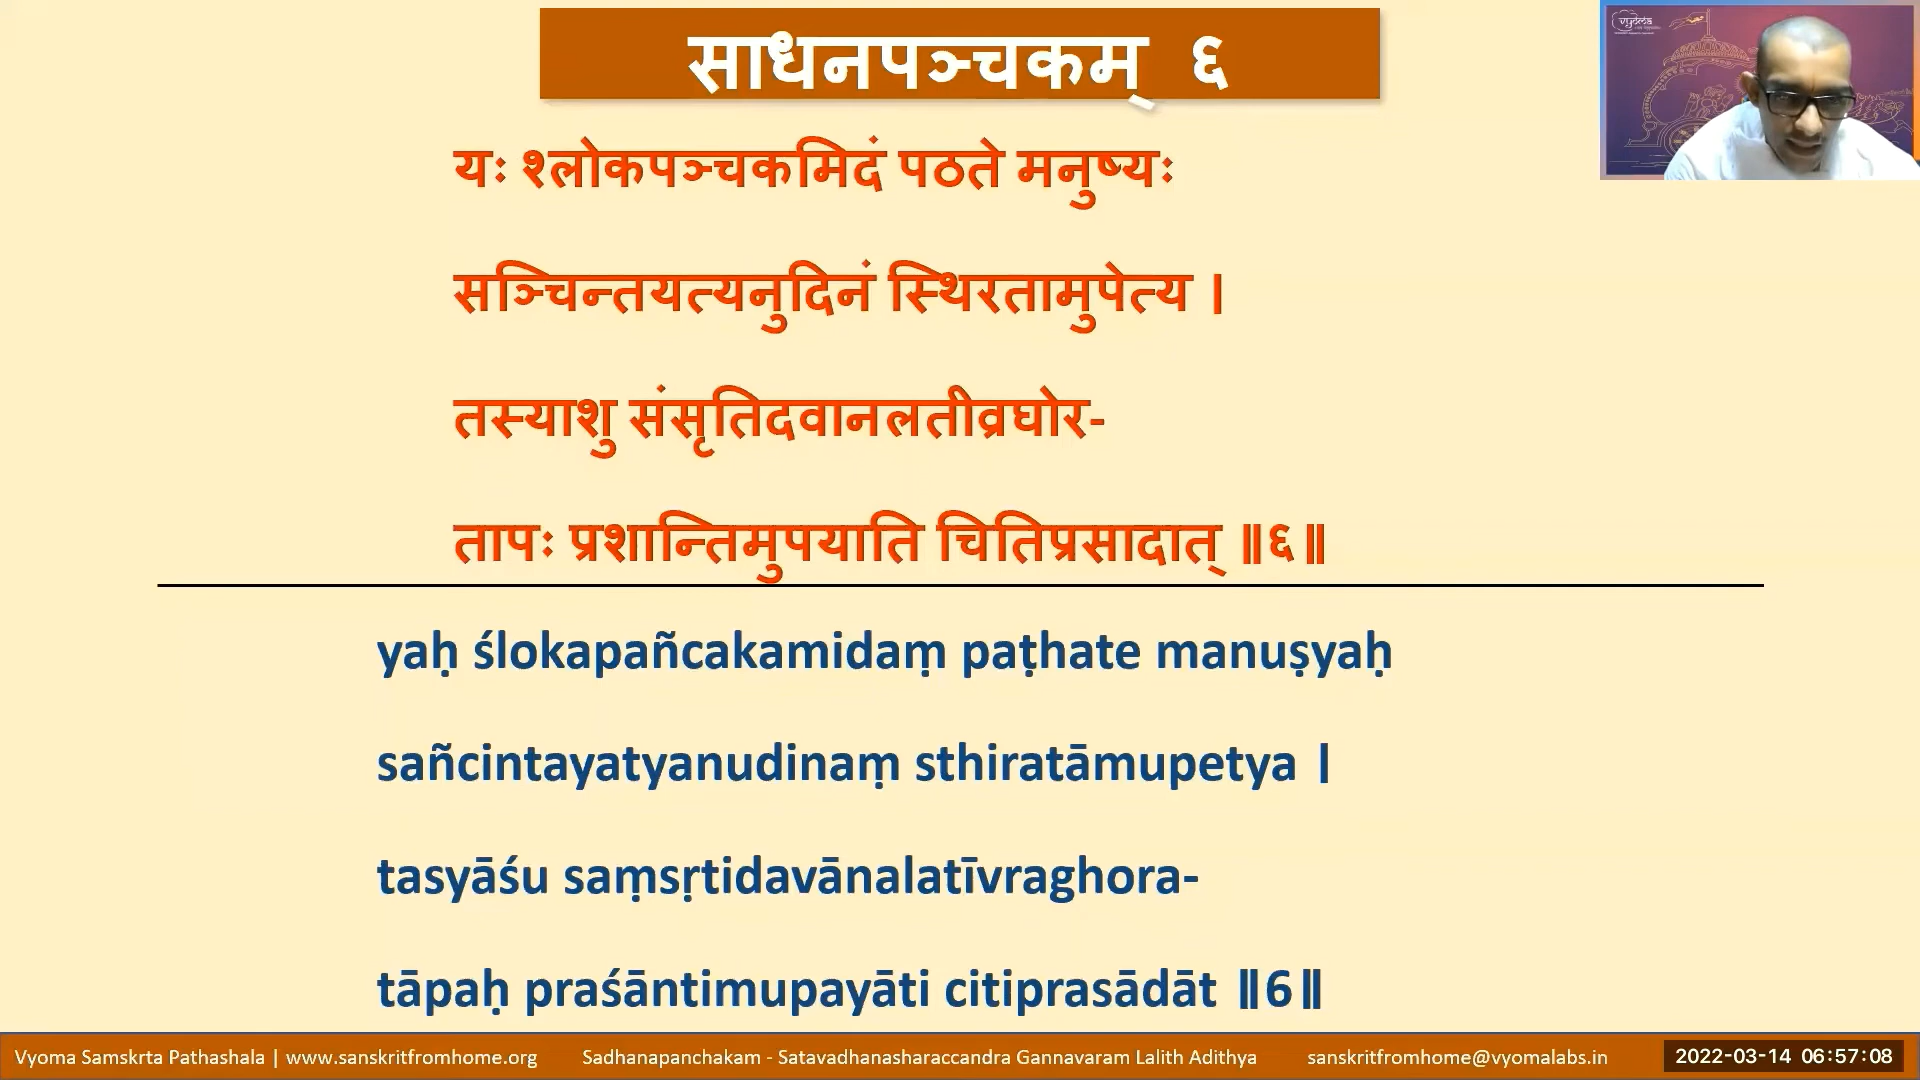 साधनपञ्चकम् ६
vyoma
यः श्लोकपञ्चकमिदं पठते मनुष्यः
सञ्चिन्तयत्यनुदिनं स्थिरतामुपेत्य ।
तस्याशु संसृतिदवानलतीव्रघोर-
तापः प्रशान्तिमुपयाति चितिप्रसादात् ॥६॥
yaḥ ślokapañcakamidaṃ paṭhate manuṣyaḥ
sañcintayatyanudinaṃ sthiratāmupetya ।
tasyāśu saṃsṛtidavānalatīvraghora-
tāpaḥ praśāntimupayāti citiprasādāt ॥6॥
Vyoma Samskrta Pathashala | www.sanskritfromhome.org Sadhanapanchakam - Satavadhanasharaccandra Gannavaram Lalith Adithya sanskritfromhome@vyomalabs.in 2022-03-14 06:57:08